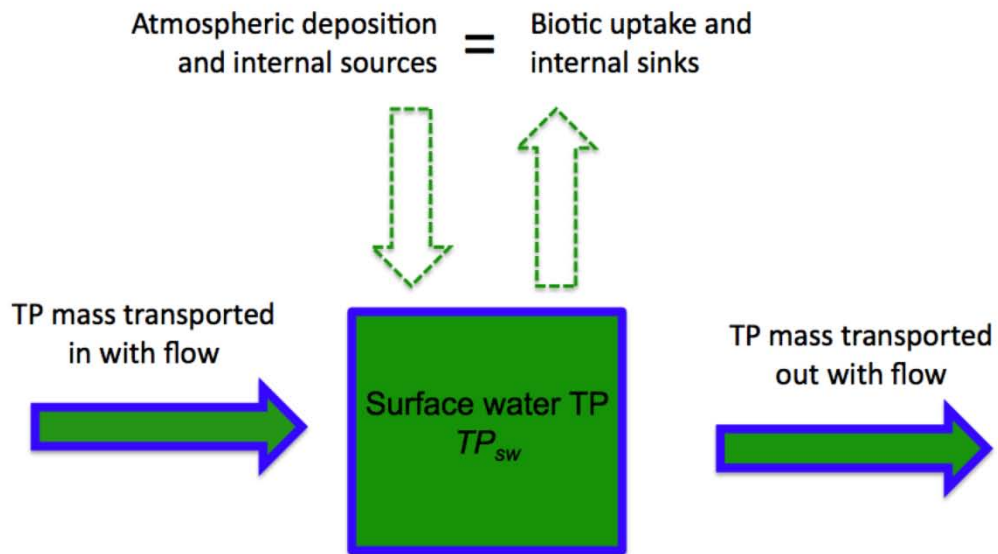 Atmospheric deposition
and internal sources
=
Biotic uptake and
internal sinks
TP mass transported
in with flow
Surface water TP
TPsw
TP mass transported
out with flow